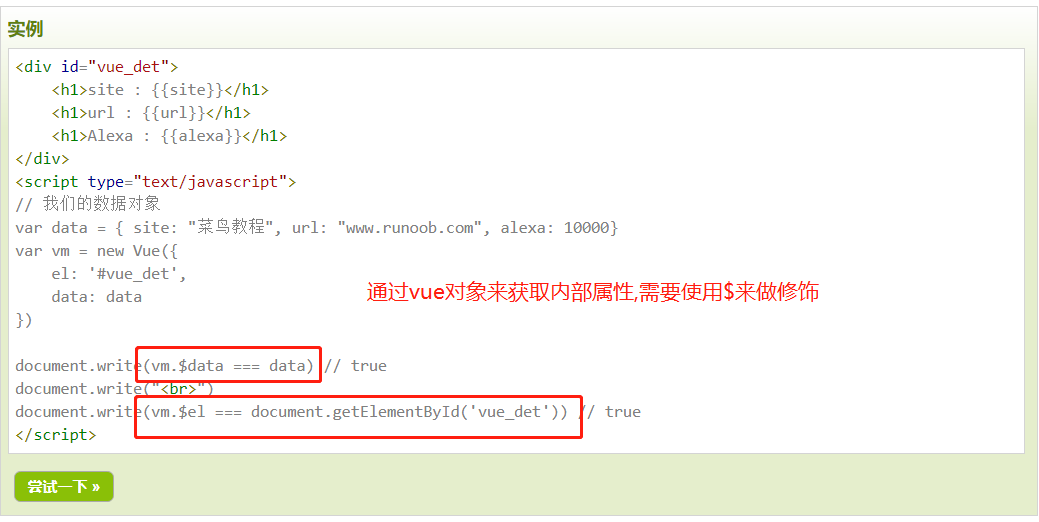 实例
<div id="vue_det">
    <h1>site : {{site}}</h1>
    <h1>url : {{url}}</h1>
    <h1>Alexa : {{alexa}}</h1>
</div>
<script type="text/javascript">
// 我们的数据对象
var data = { site: "菜鸟教程", url: "www.runoob.com", alexa: 10000}
var vm = new Vue({
    el: '#vue_det',
    data: data
通过vue对象来获取内部属性,需要使用$来做修饰
})
document.write(vm.$data === data) // true
document.write("<br>")
document.write(vm.$el === document.getElementById('vue_det')) // true
</script>
尝试一下 »